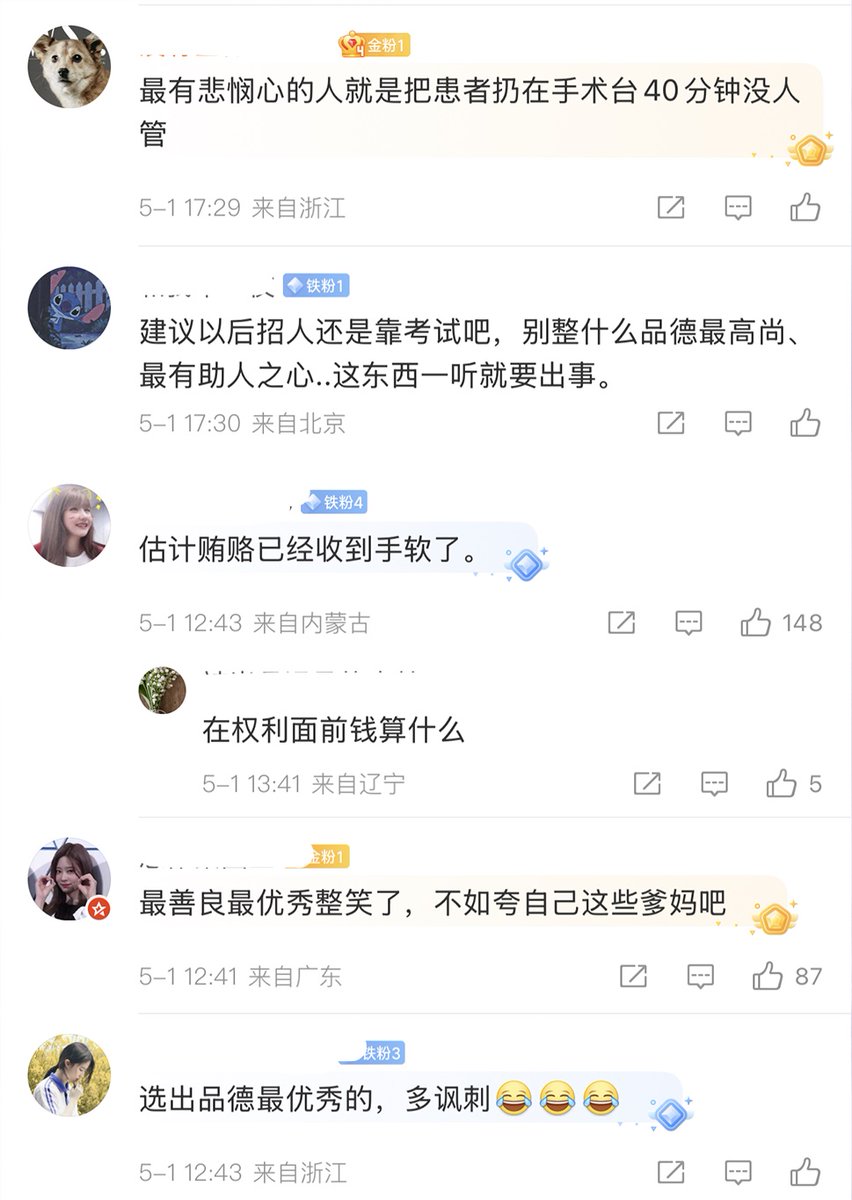 金粉1
最有悲悯心的人就是把患者扔在手术台40分钟没人
管
5-1 17:29 来自浙江
铁粉1
建议以后招人还是靠考试吧，别整什么品德最高尚、
最有助人之心..这东西一听就要出事。
5-1 17:30 来自北京
铁粉4
估计贿赂已经收到手软了。
5-1 12:43 来自内蒙古
148
在权利面前钱算什么
5-1 13:41 来自辽宁
5
金粉1
最善良最优秀整笑了，不如夸自己这些爹妈吧
5-1 12:41 来自广东
87
铁粉3
选出品德最优秀的，多讽刺😂😂😂
5-1 12:43 来自浙江